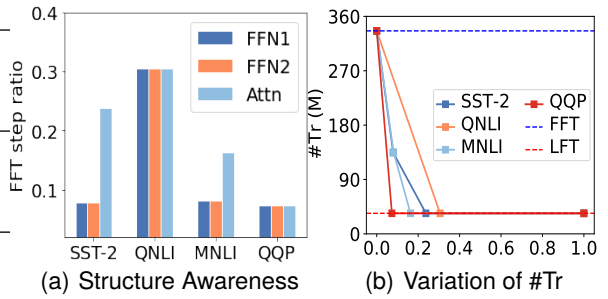 0.4
0.3
0.2
0.1
FFT step ratio
FFN1
FFN2
Attn
SST-2 QNLI MNLI QQP
(a) Structure Awareness
360
270
180
90
0
#Tr (M)
SST-2 QQP
QNLI FFT
MNLI LFT
0.0 0.2 0.4 0.6 0.8 1.0
(b) Variation of #Tr